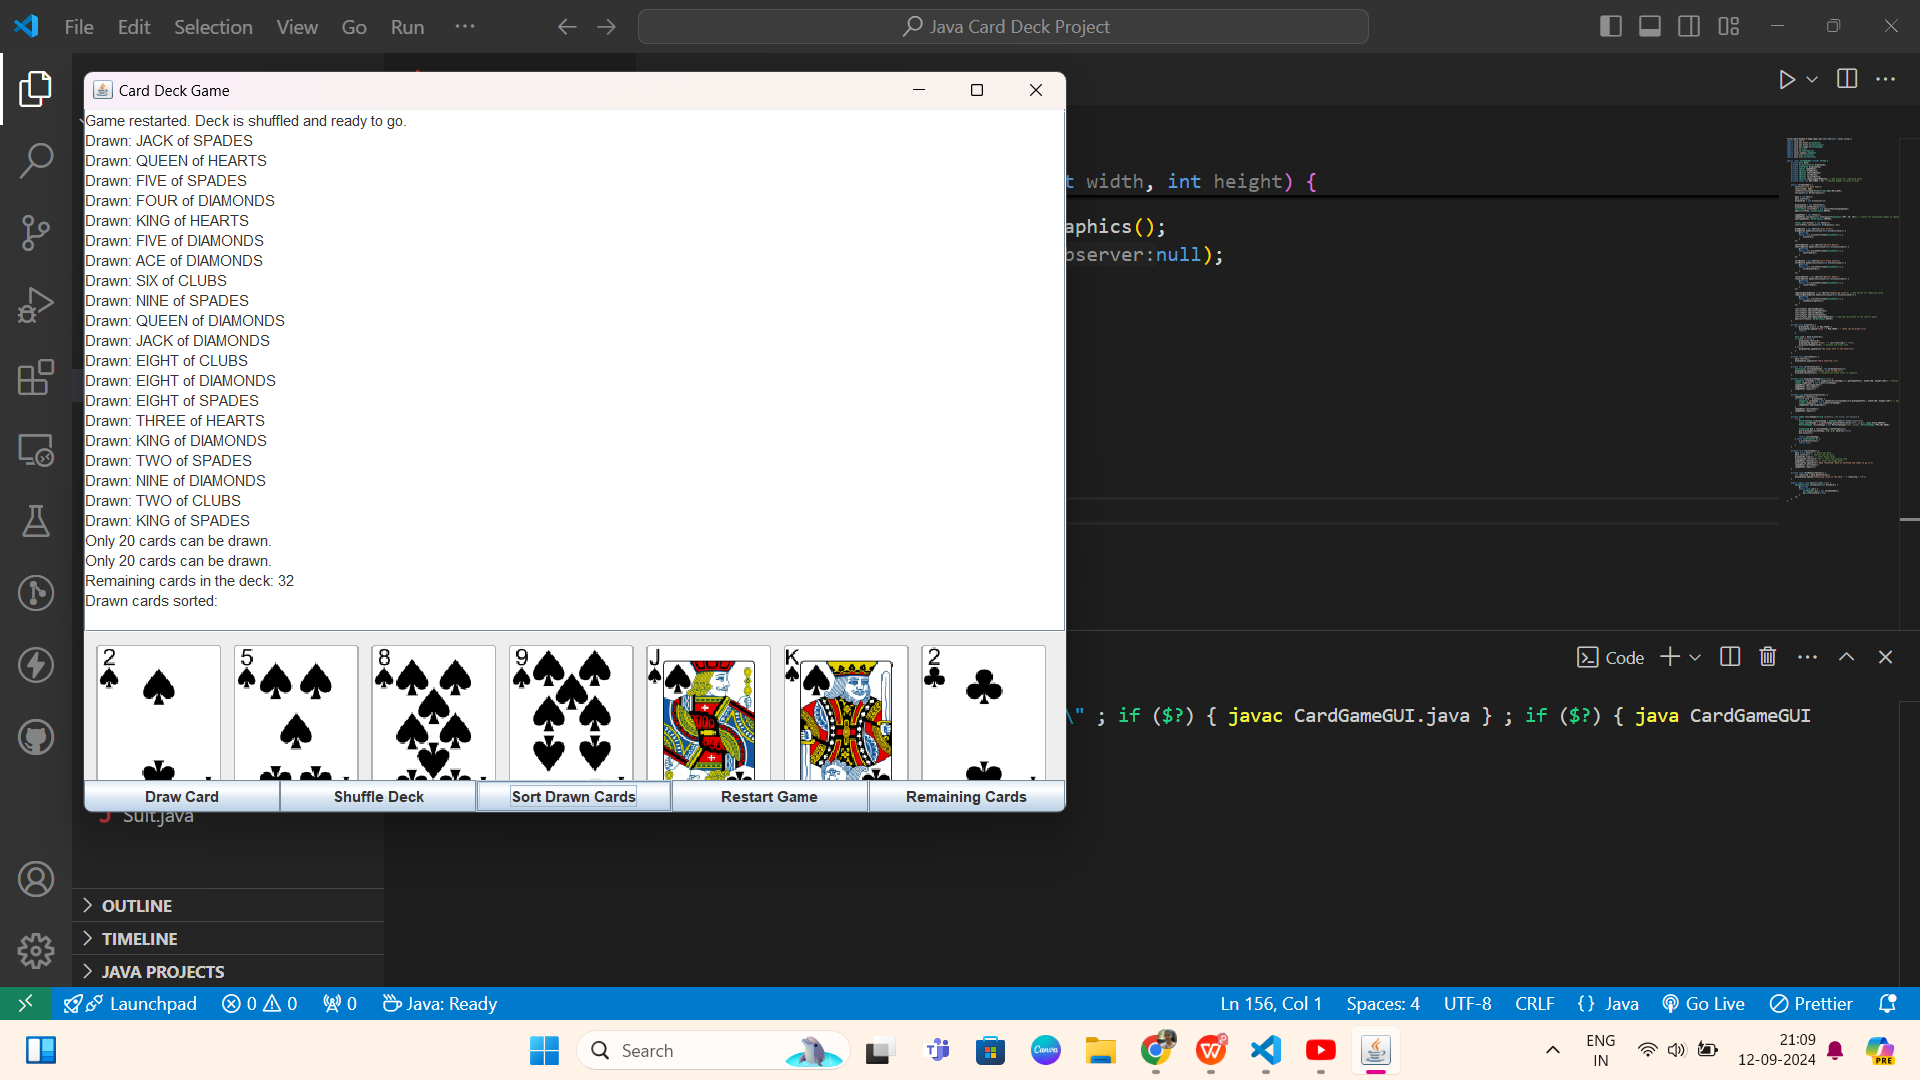 File Edit Selection View Go Run ··· Java Card Deck Project
Card Deck Game
Game restarted. Deck is shuffled and ready to go.
Drawn: JACK of SPADES
Drawn: QUEEN of HEARTS
Drawn: FIVE of SPADES
Drawn: FOUR of DIAMONDS
Drawn: KING of HEARTS
Drawn: FIVE of DIAMONDS
Drawn: ACE of DIAMONDS
Drawn: SIX of CLUBS
Drawn: NINE of SPADES
Drawn: QUEEN of DIAMONDS
Drawn: JACK of DIAMONDS
Drawn: EIGHT of CLUBS
Drawn: EIGHT of DIAMONDS
Drawn: EIGHT of SPADES
Drawn: THREE of HEARTS
Drawn: KING of DIAMONDS
Drawn: TWO of SPADES
Drawn: NINE of DIAMONDS
Drawn: TWO of CLUBS
Drawn: KING of SPADES
Only 20 cards can be drawn.
Only 20 cards can be drawn.
Remaining cards in the deck: 32
Drawn cards sorted:
2 5 8 9 J K 2
Draw Card Shuffle Deck Sort Drawn Cards Restart Game Remaining Cards
t width, int height) {
aphics();
bserver:null);
Code
\" ; if ($?) { javac CardGameGUI.java } ; if ($?) { java CardGameGUI
J Suit.java
OUTLINE
TIMELINE
JAVA PROJECTS
Launchpad 0 0 0 Java: Ready Ln 156, Col 1 Spaces: 4 UTF-8 CRLF {} Java Go Live Prettier
Search Canva 2 ENG IN 21:09 12-09-2024 PRE